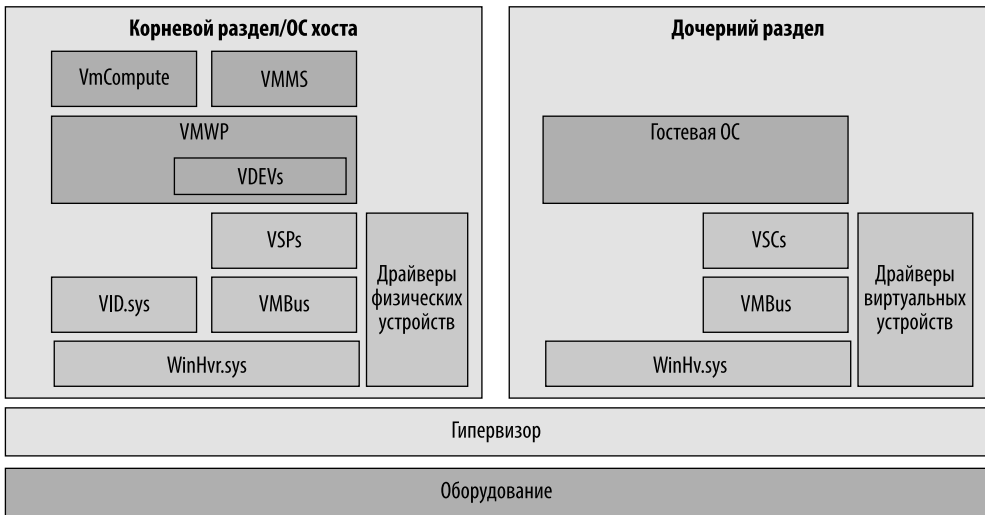 Корневой раздел/ОС хоста
VmCompute
VMMS
VMWP
VDEVs
VSPs
VID.sys
VMBus
WinHvr.sys
Драйверы
физических
устройств
Дочерний раздел
Гостевая ОС
VSCs
VMBus
WinHv.sys
Драйверы
виртуальных
устройств
Гипервизор
Оборудование